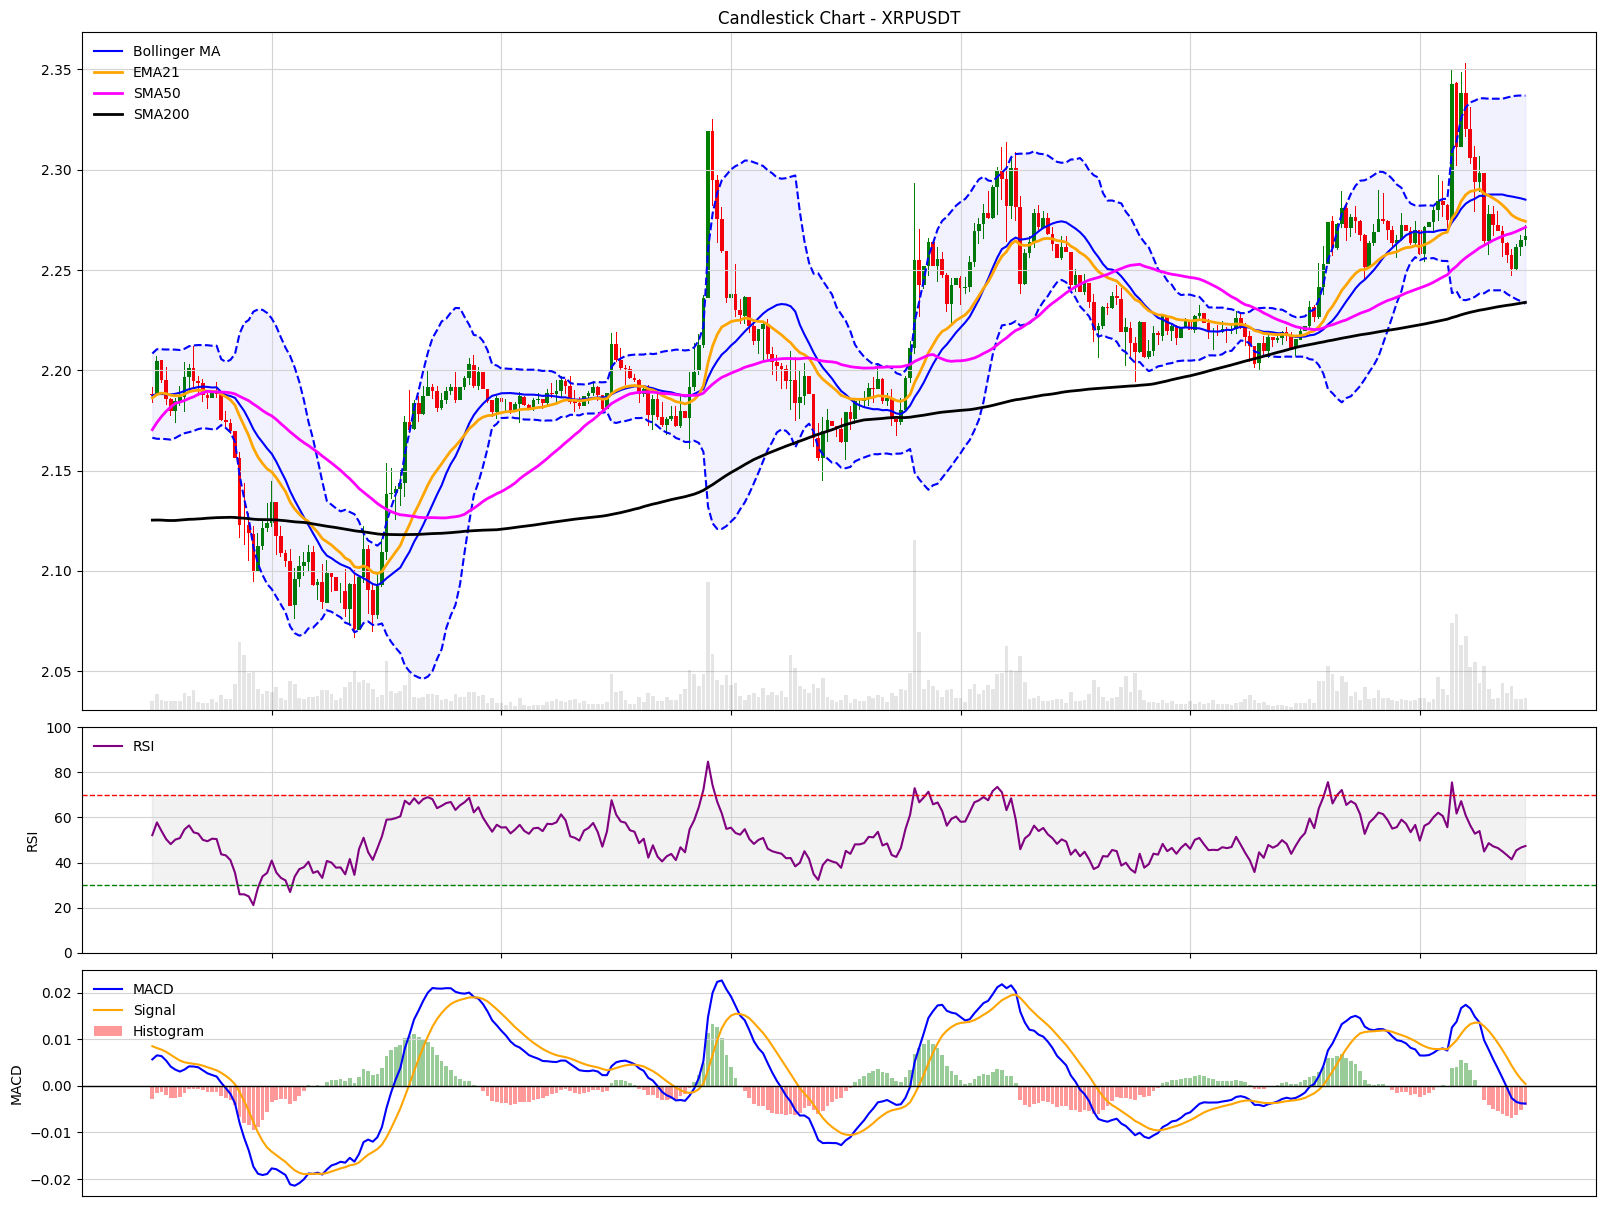 Candlestick Chart - XRPUSDT
Bollinger MA
EMA21
SMA50
SMA200
2.35
2.30
2.25
2.20
2.15
2.10
2.05
RSI
100
80
60
40
20
0
RSI
MACD
Signal
Histogram
0.02
0.01
0.00
−0.01
−0.02
MACD